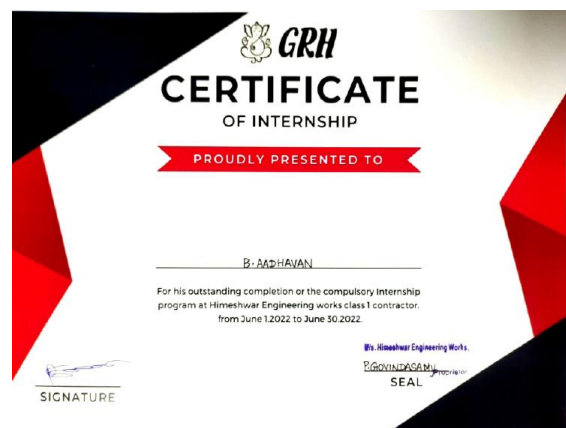 GRH
CERTIFICATE
OF INTERNSHIP
PROUDLY PRESENTED TO
B. AADHAVAN
For his outstanding completion or the compulsory Internship
program at Himeshwar Engineering works class 1 contractor.
from June 1.2022 to June 30.2022.
M/s. Himeshwar Engineering Works.
P.GOVINDASAMY Proprietor
SIGNATURE
SEAL